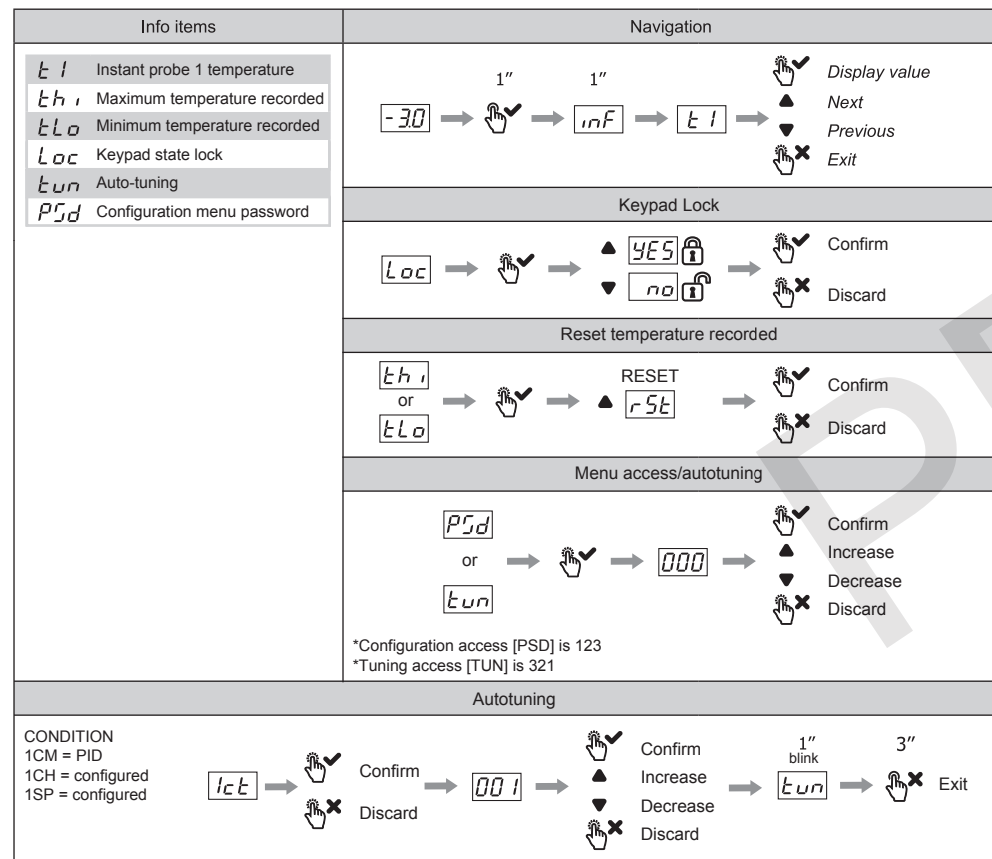 Info items
t1 Instant probe 1 temperature
thi Maximum temperature recorded
tLo Minimum temperature recorded
Loc Keypad state lock
tun Auto-tuning
PSd Configuration menu password
Navigation
1″ 1″
-3.0 inF t1
Display value
Next
Previous
Exit
Keypad Lock
Loc
YES
no
Confirm
Discard
Reset temperature recorded
thi
or
tLo
RESET
rSt
Confirm
Discard
Menu access/autotuning
PSd
or
tun
000
Confirm
Increase
Decrease
Discard
*Configuration access [PSD] is 123
*Tuning access [TUN] is 321
Autotuning
CONDITION
1CM = PID
1CH = configured
1SP = configured
1ct
Confirm
Discard
001
Confirm
Increase
Decrease
Discard
1″
blink
tun
3″
Exit